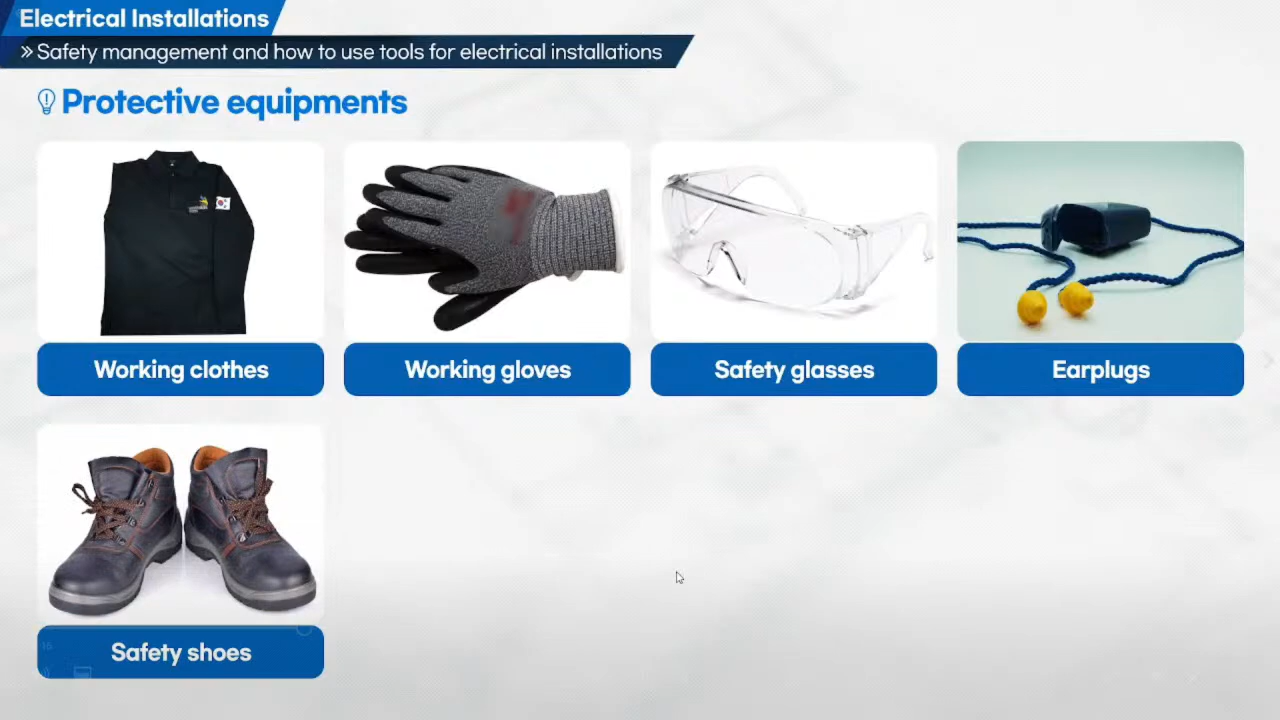 Electrical Installations
» Safety management and how to use tools for electrical installations
Protective equipments
Working clothes
Working gloves
Safety glasses
Earplugs
Safety shoes